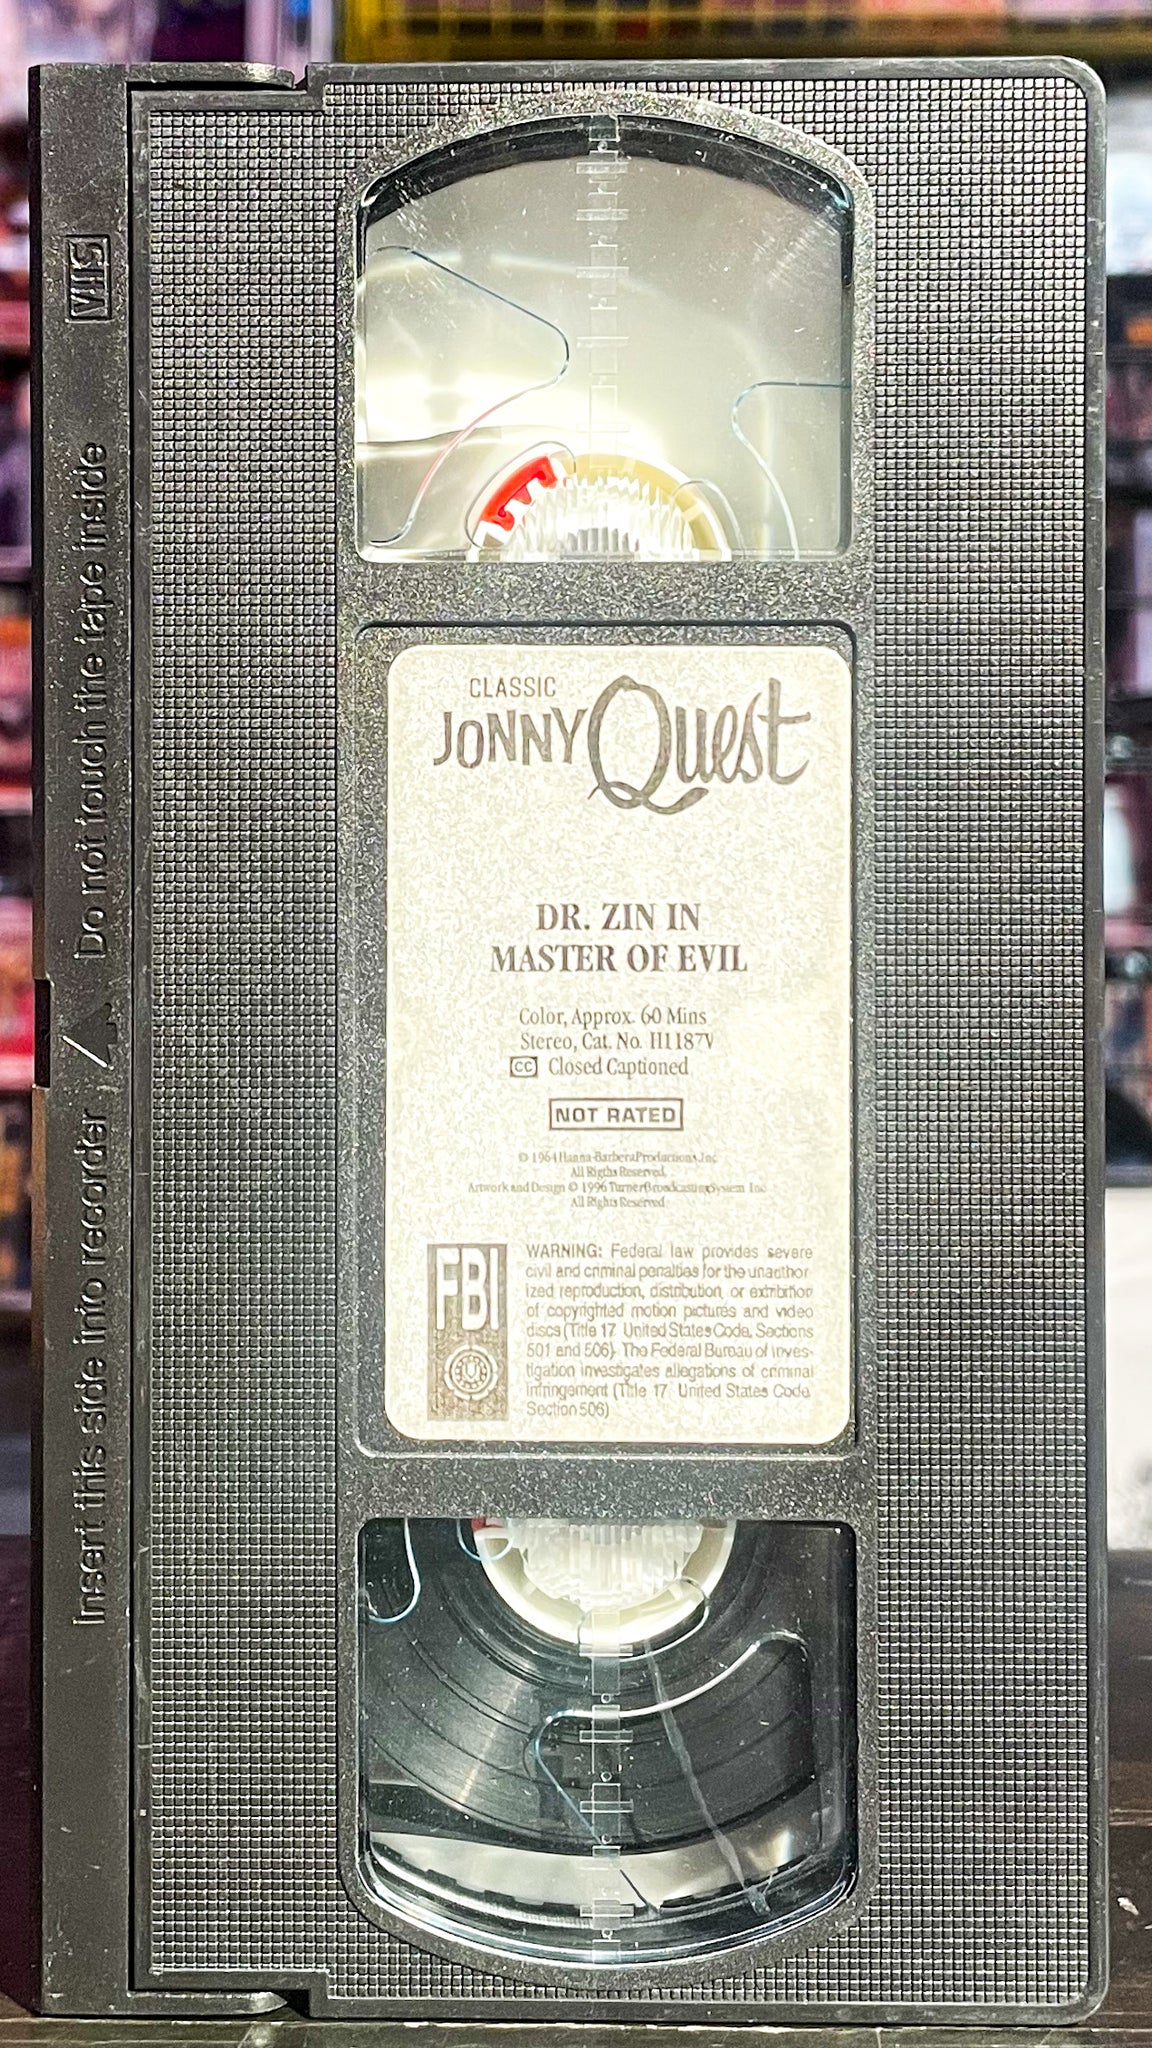 VHS
Do not touch the tape inside
Insert this side into recorder
CLASSIC
JONNY Quest
DR. ZIN IN
MASTER OF EVIL
Color, Approx. 60 Mins
Stereo, Cat. No. H1187V
CC Closed Captioned
NOT RATED
© 1964 Hanna-Barbera Productions, Inc
All Rigths Reserved.
Artwork and Design © 1996 Turner Broadcasting System Inc.
All Rights Reserved
FBI
WARNING: Federal law provides severe
civil and criminal penalties for the unauthor
ized reproduction, distribution, or exhibition
of copyrighted motion pictures and video
discs (Title 17 United States Code, Sections
501 and 506). The Federal Bureau of inves-
tigation investigates allegations of criminal
infringement (Title 17 United States Code
Section 506)